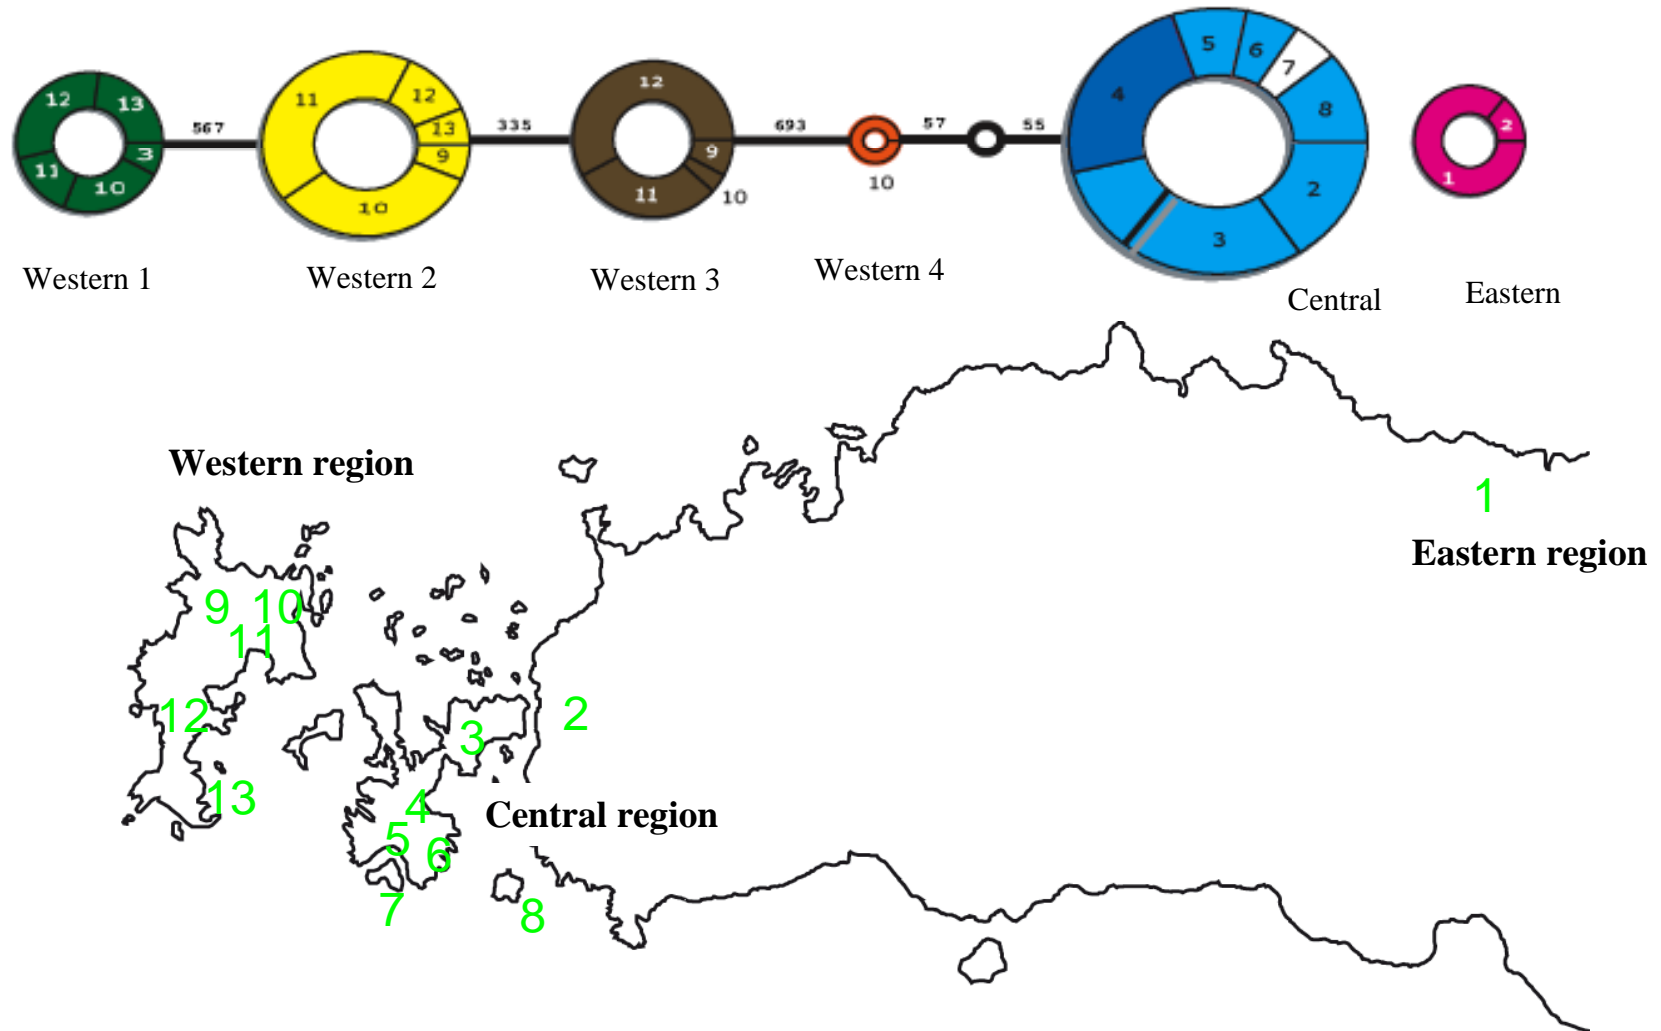 12 13 3 10 11
567
11 12 13 9 10
335
12 9 10 11
693
10
57
55
4 5 6 7 8 2 3
2 1
Western 1
Western 2
Western 3
Western 4
Central
Eastern
Western region
1
Eastern region
9 10
11
12
2
3
13
4
Central region
5
6
7
8